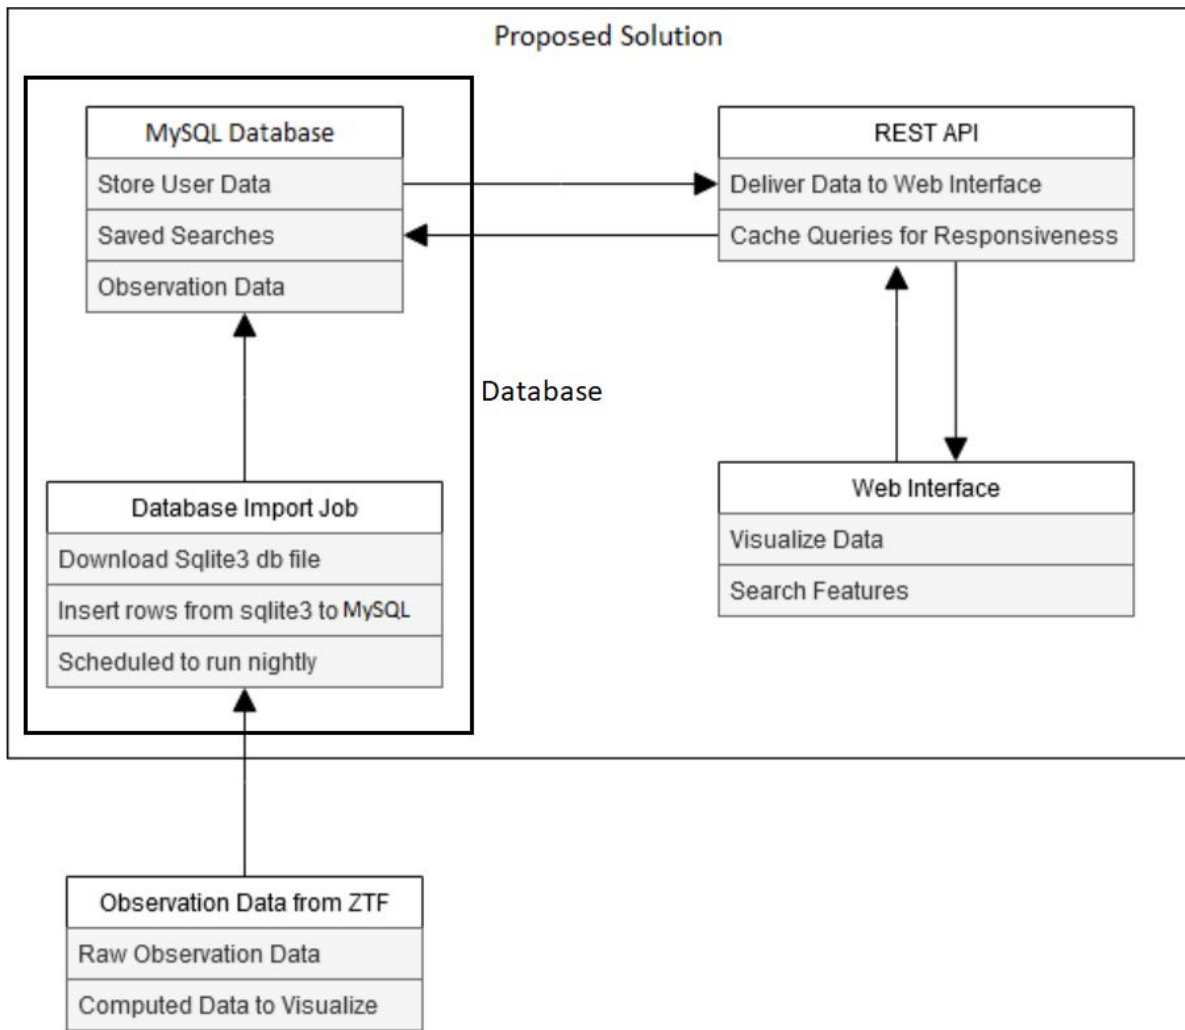 Proposed Solution
MySQL Database
Store User Data
Saved Searches
Observation Data
REST API
Deliver Data to Web Interface
Cache Queries for Responsiveness
Database
Database Import Job
Download Sqlite3 db file
Insert rows from sqlite3 to MySQL
Scheduled to run nightly
Web Interface
Visualize Data
Search Features
Observation Data from ZTF
Raw Observation Data
Computed Data to Visualize